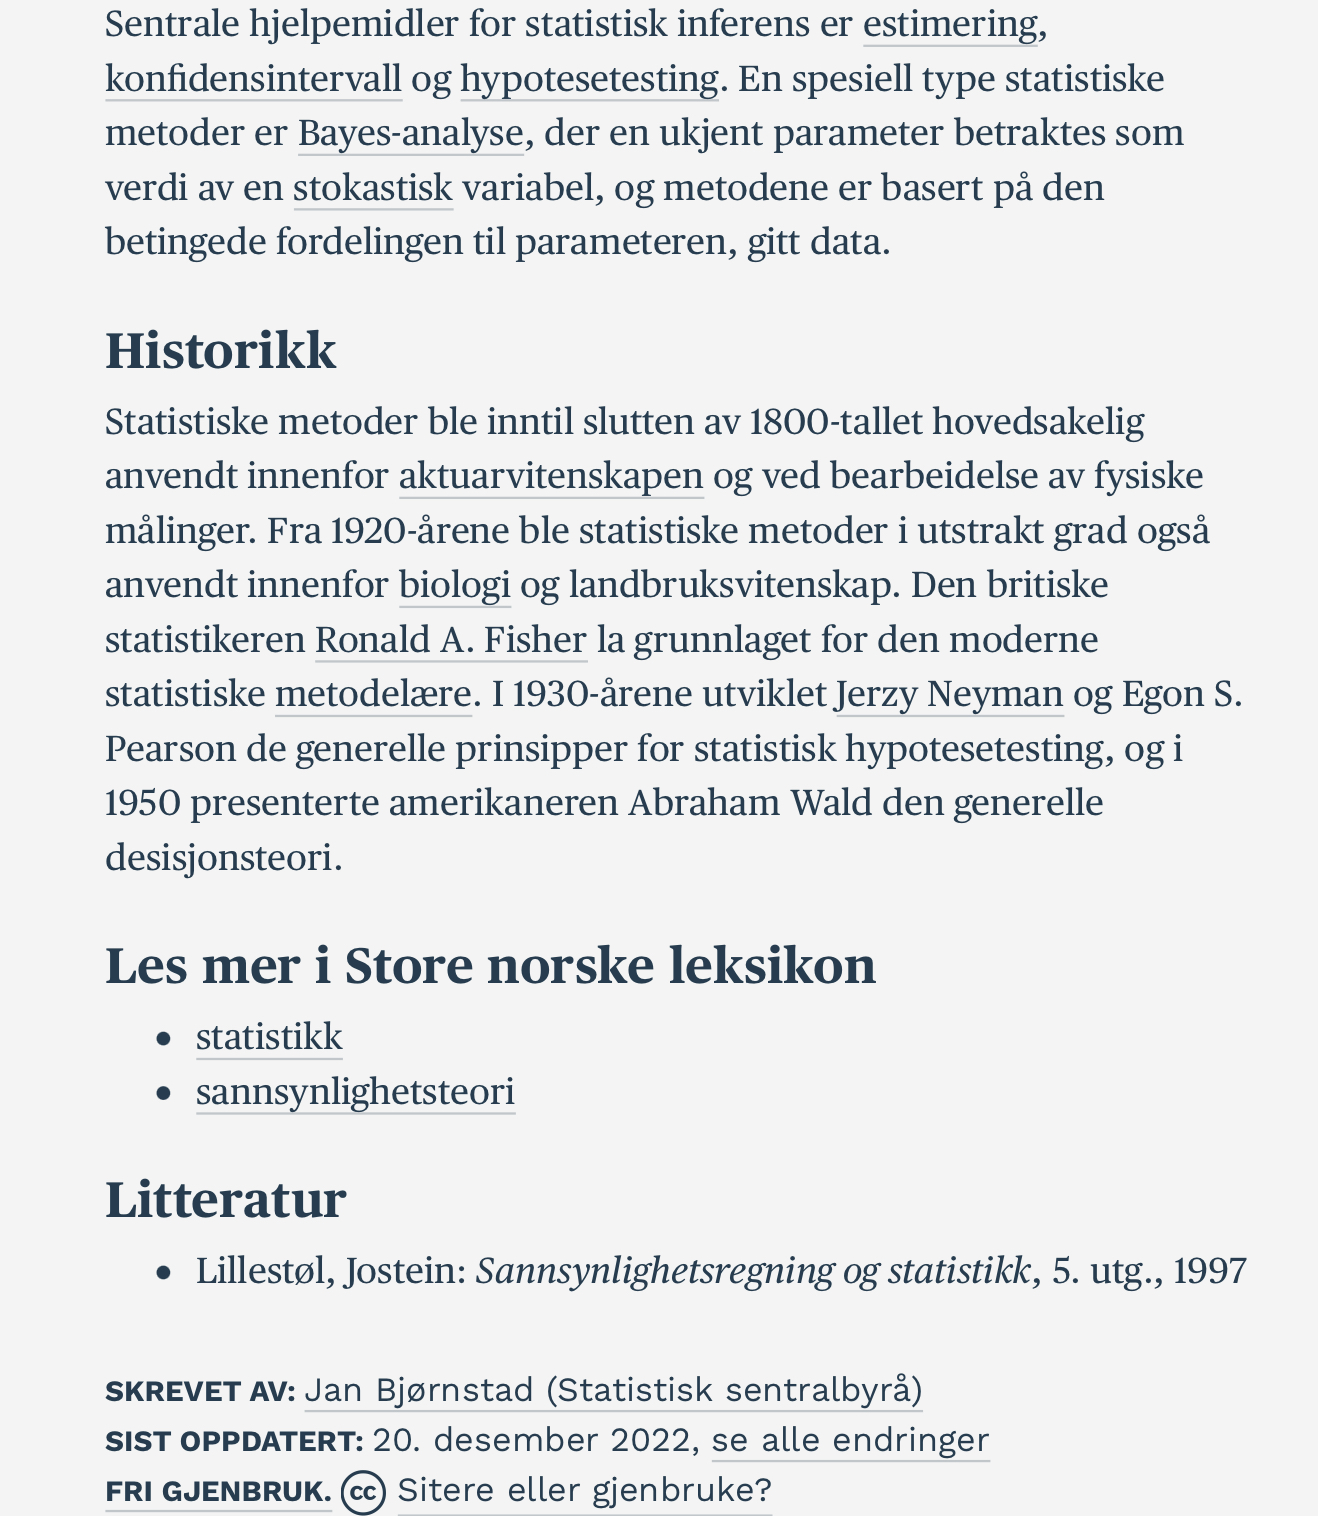 Sentrale hjelpemidler for statistisk inferens er estimering,
konfidensintervall og hypotesetesting. En spesiell type statistiske
metoder er Bayes-analyse, der en ukjent parameter betraktes som
verdi av en stokastisk variabel, og metodene er basert på den
betingede fordelingen til parameteren, gitt data.
Historikk
Statistiske metoder ble inntil slutten av 1800-tallet hovedsakelig
anvendt innenfor aktuarvitenskapen og ved bearbeidelse av fysiske
målinger. Fra 1920-årene ble statistiske metoder i utstrakt grad også
anvendt innenfor biologi og landbruksvitenskap. Den britiske
statistikeren Ronald A. Fisher la grunnlaget for den moderne
statistiske metodelære. I 1930-årene utviklet Jerzy Neyman og Egon S.
Pearson de generelle prinsipper for statistisk hypotesetesting, og i
1950 presenterte amerikaneren Abraham Wald den generelle
desisjonsteori.
Les mer i Store norske leksikon
• statistikk
• sannsynlighetsteori
Litteratur
• Lillestøl, Jostein: Sannsynlighetsregning og statistikk, 5. utg., 1997
SKREVET AV: Jan Bjørnstad (Statistisk sentralbyrå)
SIST OPPDATERT: 20. desember 2022, se alle endringer
FRI GJENBRUK. cc Sitere eller gjenbruke?